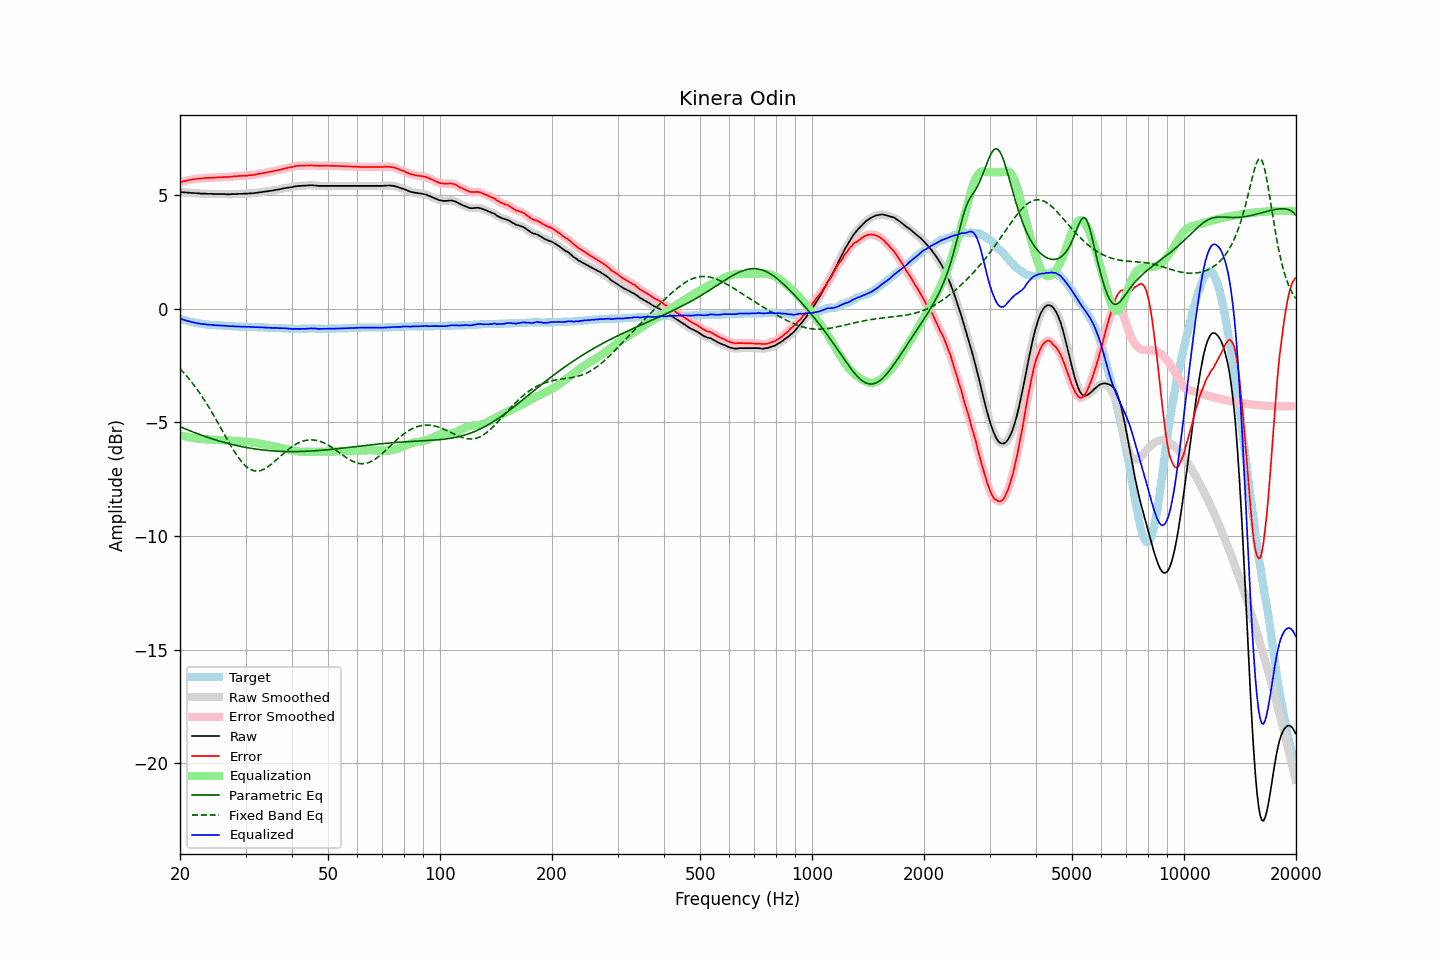 Kinera Odin
Amplitude (dBr)
5
0
−5
−10
−15
−20
Target
Raw Smoothed
Error Smoothed
Raw
Error
Equalization
Parametric Eq
Fixed Band Eq
Equalized
20 50 100 200 500 1000 2000 5000 10000 20000
Frequency (Hz)